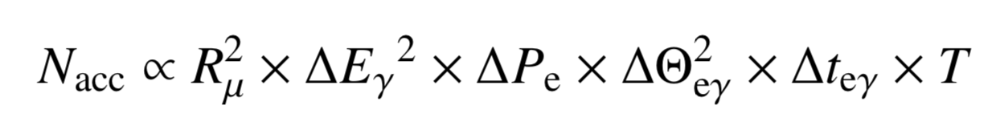 N_acc ∝ R_μ^2 × ΔE_γ^2 × ΔP_e × ΔΘ_eγ^2 × Δt_eγ × T